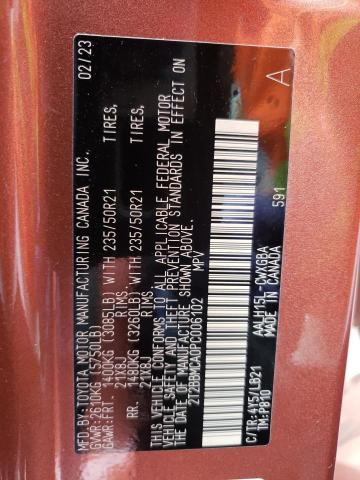 MFD. BY: TOYOTA MOTOR MANUFACTURING CANADA INC. 02/23
GVWR: 2610KG (5750LB)
GAWR: FRT. 1400KG (3085LB) WITH 235/50R21 TIRES,
21X8J RIMS
RR. 1480KG (3260LB) WITH 235/50R21 TIRES,
21X8J RIMS
THIS VEHICLE CONFORMS TO ALL APPLICABLE FEDERAL MOTOR
VEHICLE SAFETY AND THEFT PREVENTION STANDARDS IN EFFECT ON
THE DATE OF MANUFACTURE SHOWN ABOVE.
2T2BBMCA0PC006102 MPV
A
591
C/TR: 4Y5/LB21 AALH15L-CWXGBA
TM: P810 MADE IN CANADA